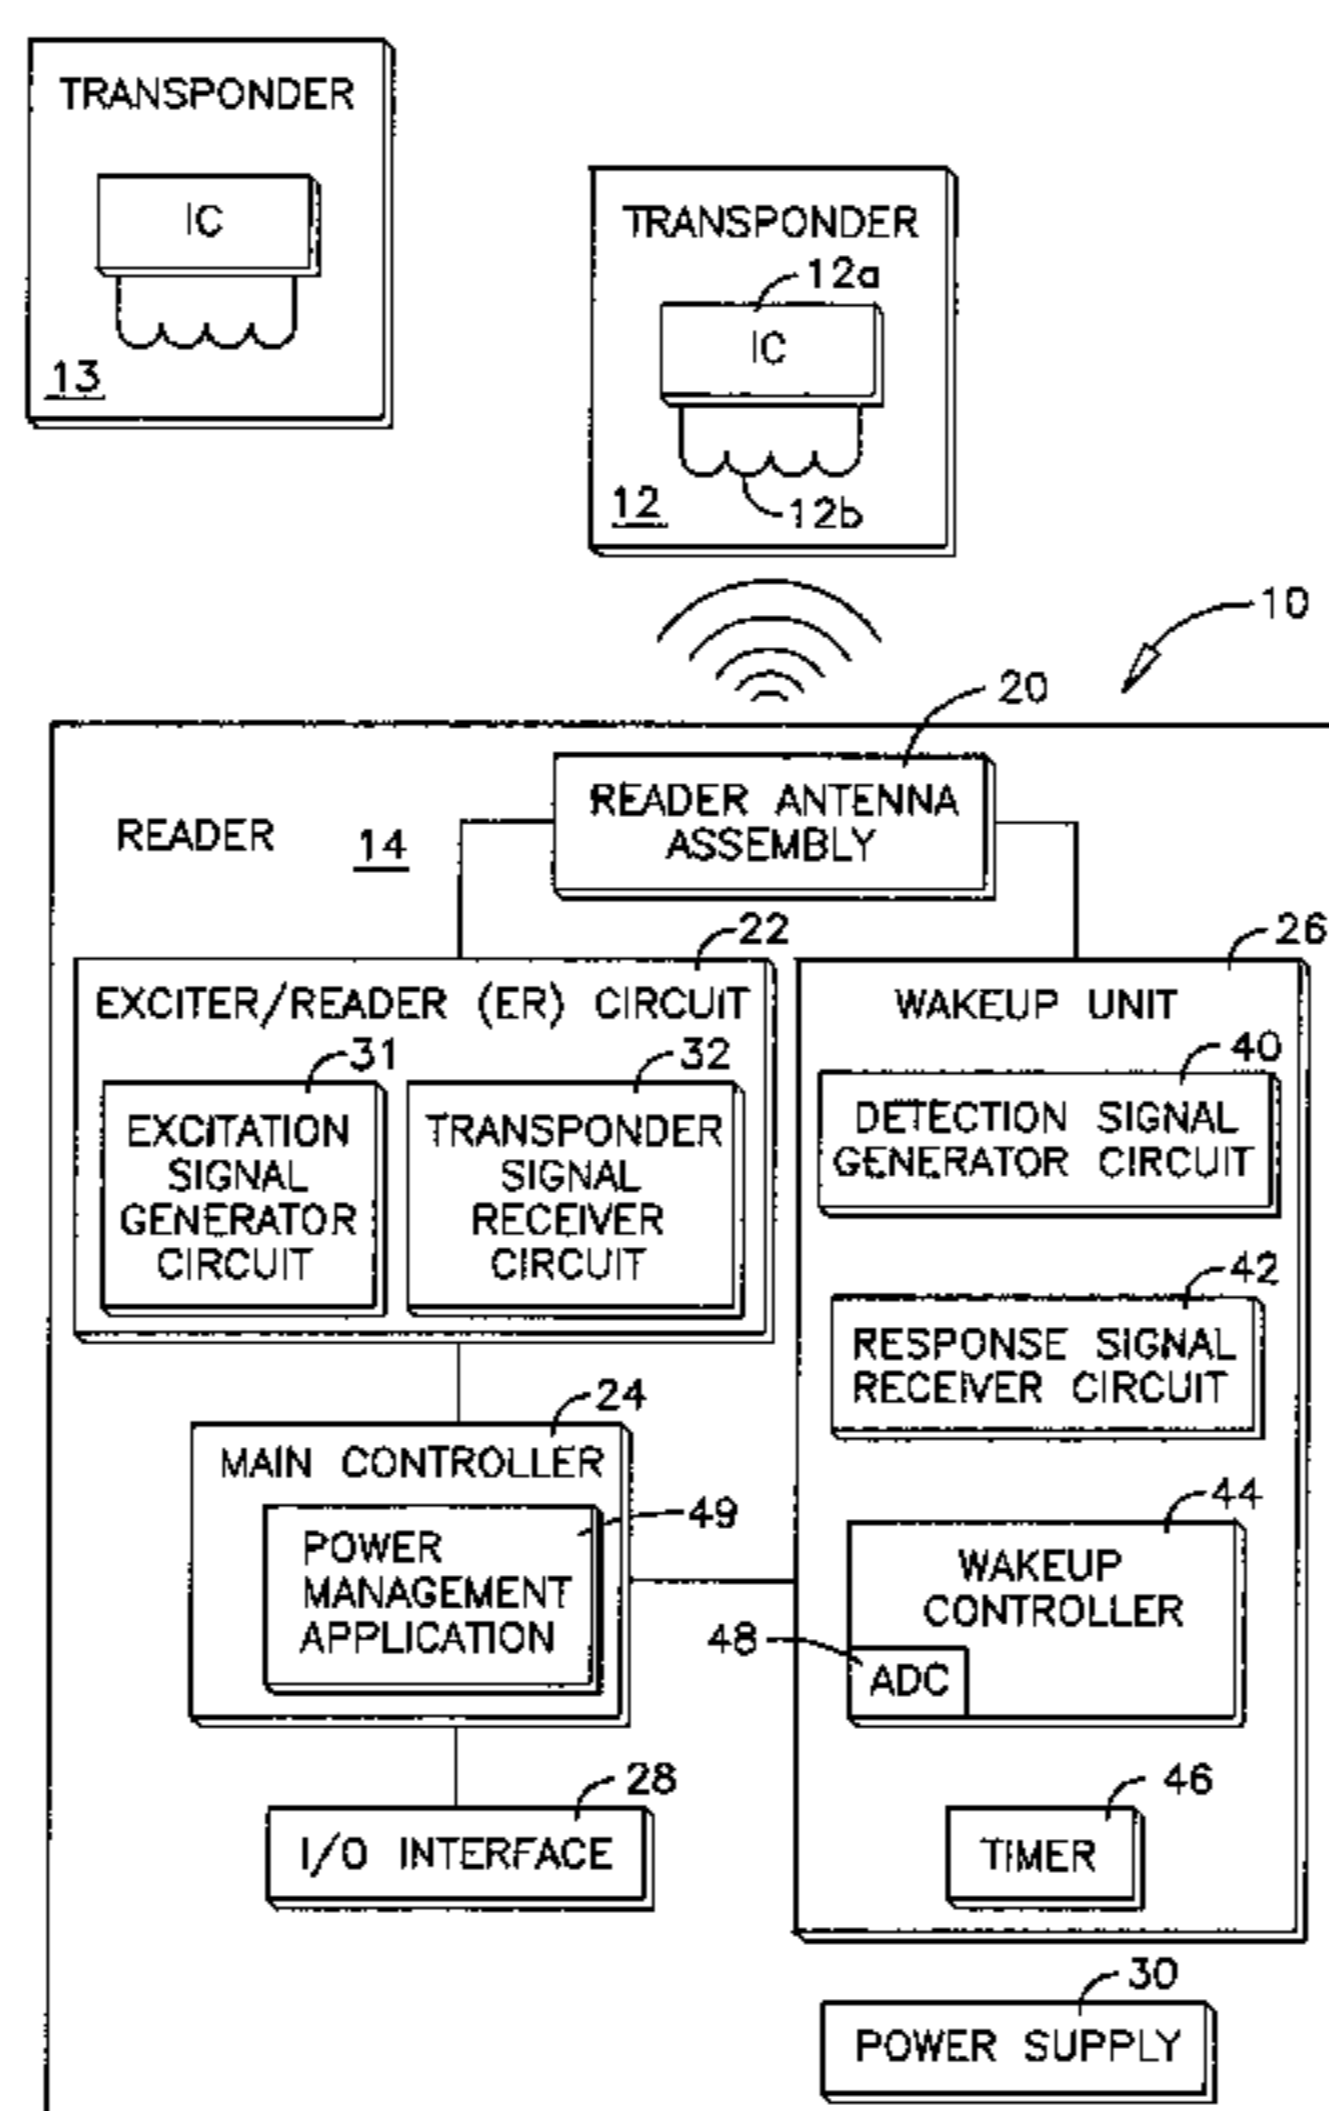 TRANSPONDER
IC
13
TRANSPONDER
12a
IC
12b
12
10
20
READER ANTENNA
ASSEMBLY
READER 14
22
EXCITER/READER (ER) CIRCUIT
31
EXCITATION
SIGNAL
GENERATOR
CIRCUIT
32
TRANSPONDER
SIGNAL
RECEIVER
CIRCUIT
26
WAKEUP UNIT
40
DETECTION SIGNAL
GENERATOR CIRCUIT
42
RESPONSE SIGNAL
RECEIVER CIRCUIT
24
MAIN CONTROLLER
49
POWER
MANAGEMENT
APPLICATION
44
WAKEUP
CONTROLLER
48
ADC
28
I/O INTERFACE
46
TIMER
30
POWER SUPPLY